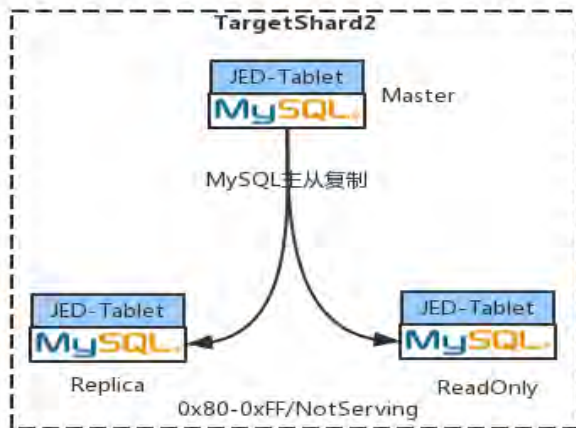 TargetShard2
JED-Tablet
MySQL
Master
MySQL主从复制
JED-Tablet
MySQL
Replica
JED-Tablet
MySQL
ReadOnly
0x80-0xFF/NotServing